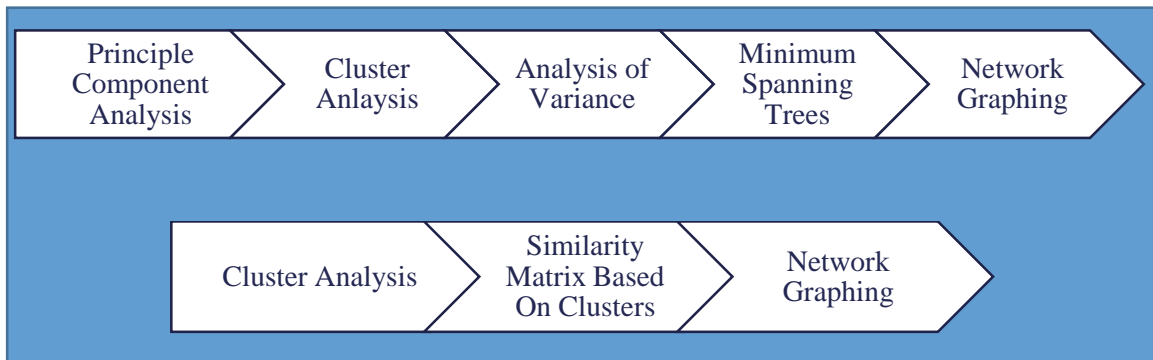 Principle
Component
Analysis
Cluster
Anlaysis
Analysis of
Variance
Minimum
Spanning
Trees
Network
Graphing
Cluster Analysis
Similarity
Matrix Based
On Clusters
Network
Graphing